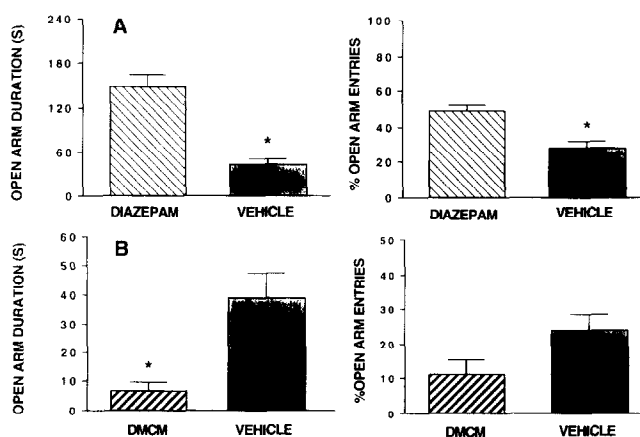 A
OPEN ARM DURATION (S)
240
180
120
60
0
*
DIAZEPAM VEHICLE
% OPEN ARM ENTRIES
100
80
60
40
20
0
*
DIAZEPAM VEHICLE
B
OPEN ARM DURATION (S)
60
50
40
30
20
10
0
*
DMCM VEHICLE
%OPEN ARM ENTRIES
50
40
30
20
10
0
DMCM VEHICLE